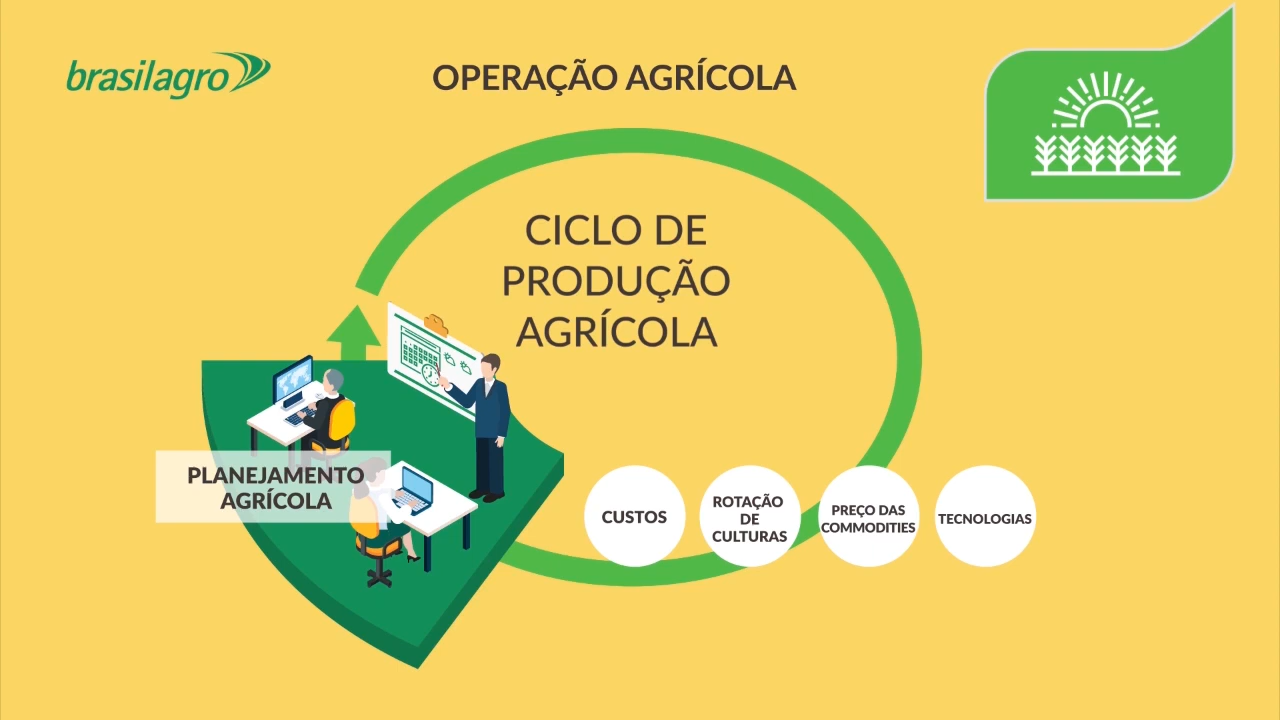 brasilagro
OPERAÇÃO AGRÍCOLA
CICLO DE
PRODUÇÃO
AGRÍCOLA
PLANEJAMENTO
AGRÍCOLA
CUSTOS
ROTAÇÃO
DE
CULTURAS
PREÇO DAS
COMMODITIES
TECNOLOGIAS